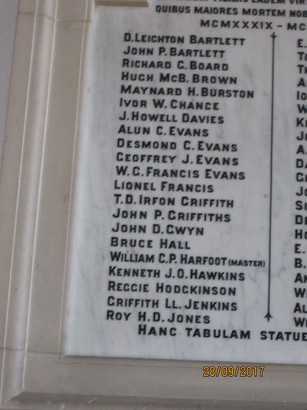 QUIBUS MAIORES MORTEM
MCMXXXIX -
D. LEIGHTON BARTLETT
JOHN P. BARTLETT
RICHARD C. BOARD
HUGH McB. BROWN
MAYNARD H. BURSTON
IVOR W. CHANCE
J. HOWELL DAVIES
ALUN C. EVANS
DESMOND C. EVANS
GEOFFREY J. EVANS
W. C. FRANCIS EVANS
LIONEL FRANCIS
T. D. IRFON GRIFFITH
JOHN P. GRIFFITHS
JOHN D. GWYN
BRUCE HALL
WILLIAM C.P. HARFOOT (MASTER)
KENNETH J.O. HAWKINS
REGGIE HODGKINSON
GRIFFITH LL. JENKINS
ROY H.D. JONES
HANC TABULAM STATUE
29/09/2017